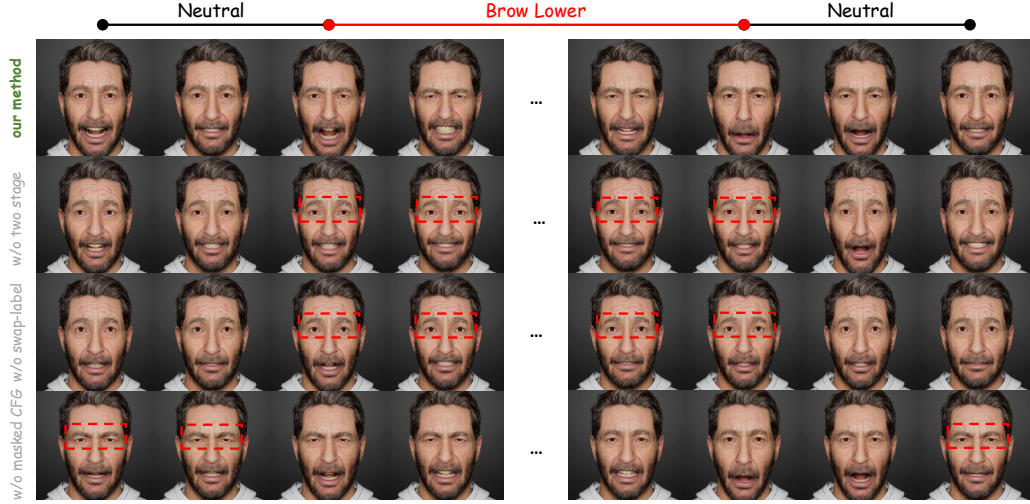 Neutral
Brow Lower
Neutral
our method
...
w/o two stage
...
w/o swap-label
...
w/o masked CFG
...